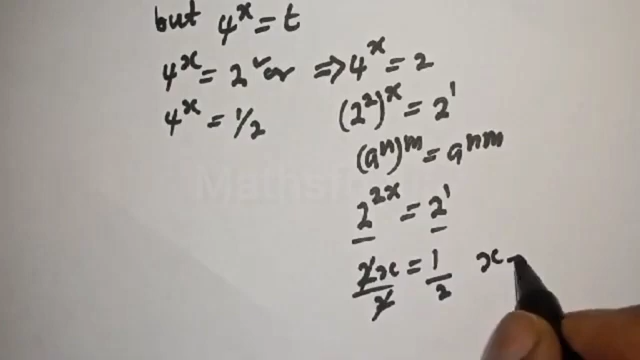 but 4^x = t
4^x = 2 ✓ or ⇒ 4^x = 2
4^x = 1/2 (2^2)^x = 2^1
(a^n)^m = a^nm
2^2x = 2^1
2x/2 = 1/2 x -